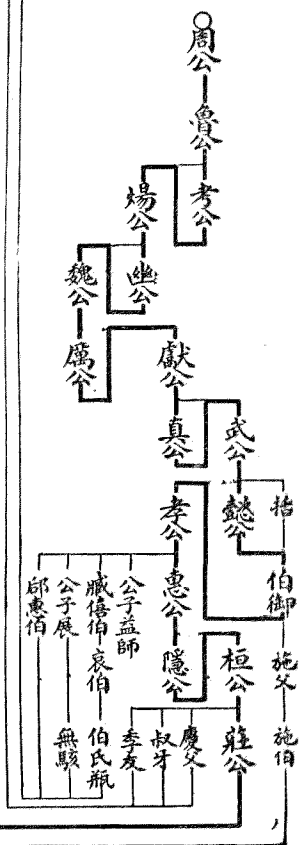 周公
魯公
考公
煬公
幽公
魏公
厲公
獻公
真公
武公
括
懿公
孝公
伯御
惠公
公子益師
臧僖伯
哀伯
公子展
郈惠伯
施父
隱公
桓公
施伯
莊公
慶父
叔牙
季友
伯氏瓶
無駭